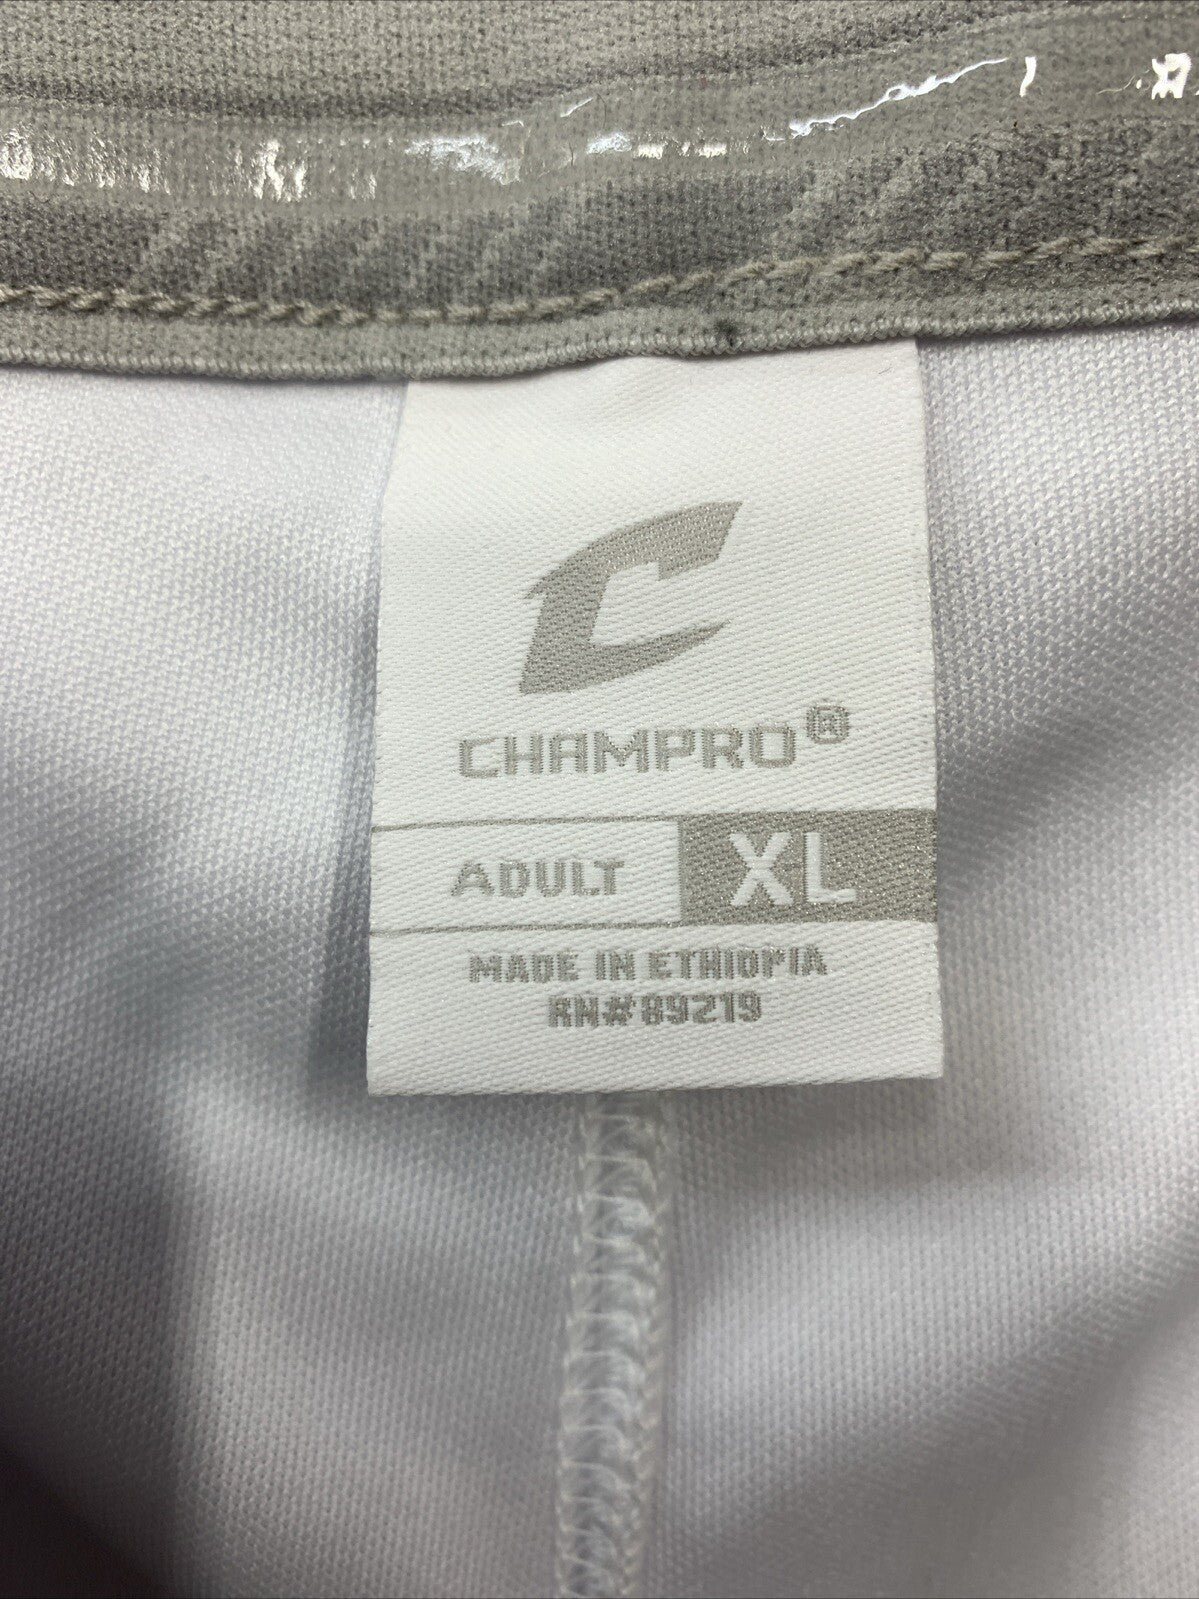 CHAMPRO®
ADULT XL
MADE IN ETHIOPIA
RN# 89219